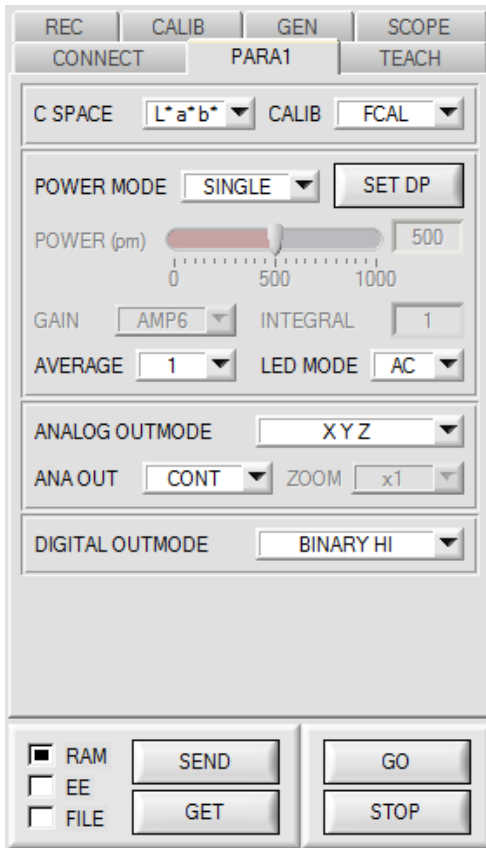 REC CALIB GEN SCOPE
CONNECT PARA1 TEACH
C SPACE L*a*b* CALIB FCAL
POWER MODE SINGLE SET DP
POWER (pm) 500
0 500 1000
GAIN AMP6 INTEGRAL 1
AVERAGE 1 LED MODE AC
ANALOG OUTMODE X Y Z
ANA OUT CONT ZOOM x1
DIGITAL OUTMODE BINARY HI
RAM SEND GO
EE
FILE GET STOP